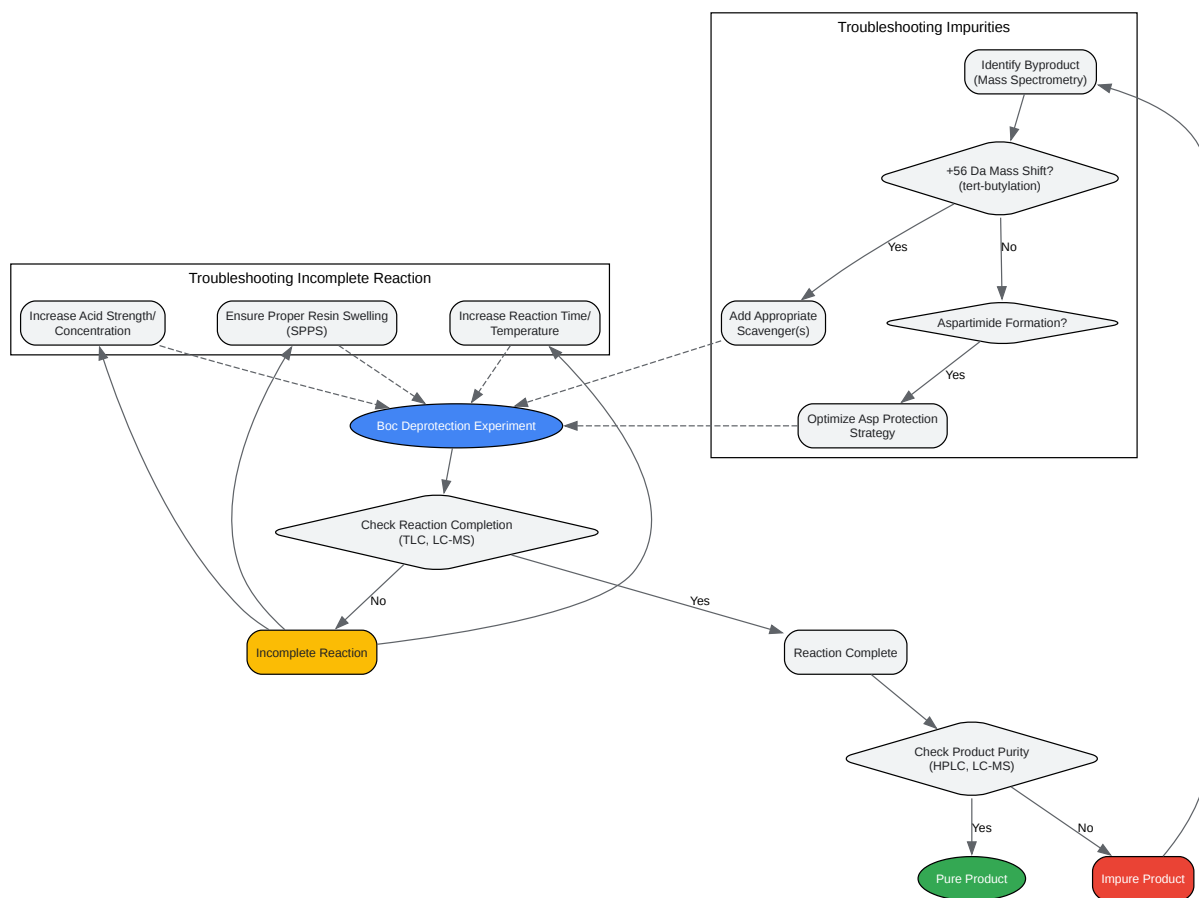 Troubleshooting Impurities
Identify Byproduct
(Mass Spectrometry)
+56 Da Mass Shift?
(tert-butylation)
Yes
No
Troubleshooting Incomplete Reaction
Increase Acid Strength/
Concentration
Ensure Proper Resin Swelling
(SPPS)
Increase Reaction Time/
Temperature
Add Appropriate
Scavenger(s)
Aspartimide Formation?
Yes
Boc Deprotection Experiment
Optimize Asp Protection
Strategy
Check Reaction Completion
(TLC, LC-MS)
No
Yes
Incomplete Reaction
Reaction Complete
Check Product Purity
(HPLC, LC-MS)
Yes
No
Pure Product
Impure Product